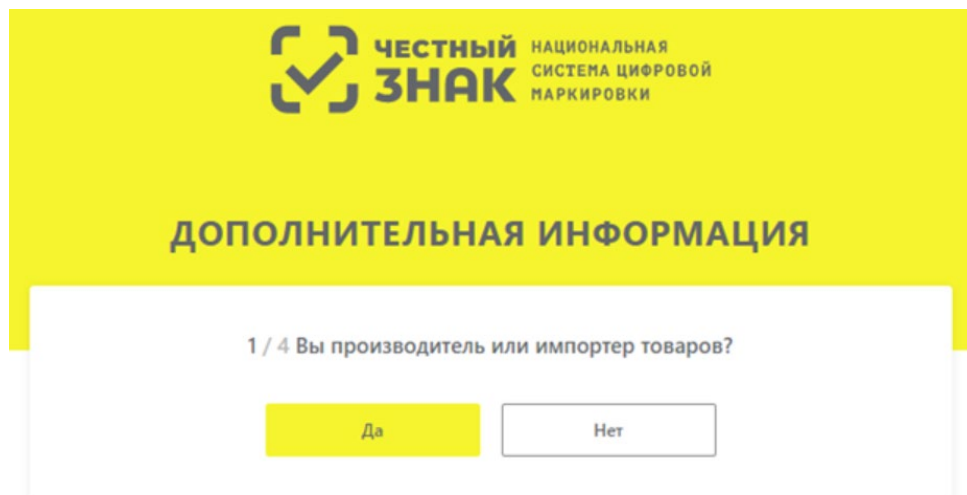 ЧЕСТНЫЙ
ЗНАК
НАЦИОНАЛЬНАЯ
СИСТЕМА ЦИФРОВОЙ
МАРКИРОВКИ
ДОПОЛНИТЕЛЬНАЯ ИНФОРМАЦИЯ
1 / 4 Вы производитель или импортер товаров?
Да
Нет